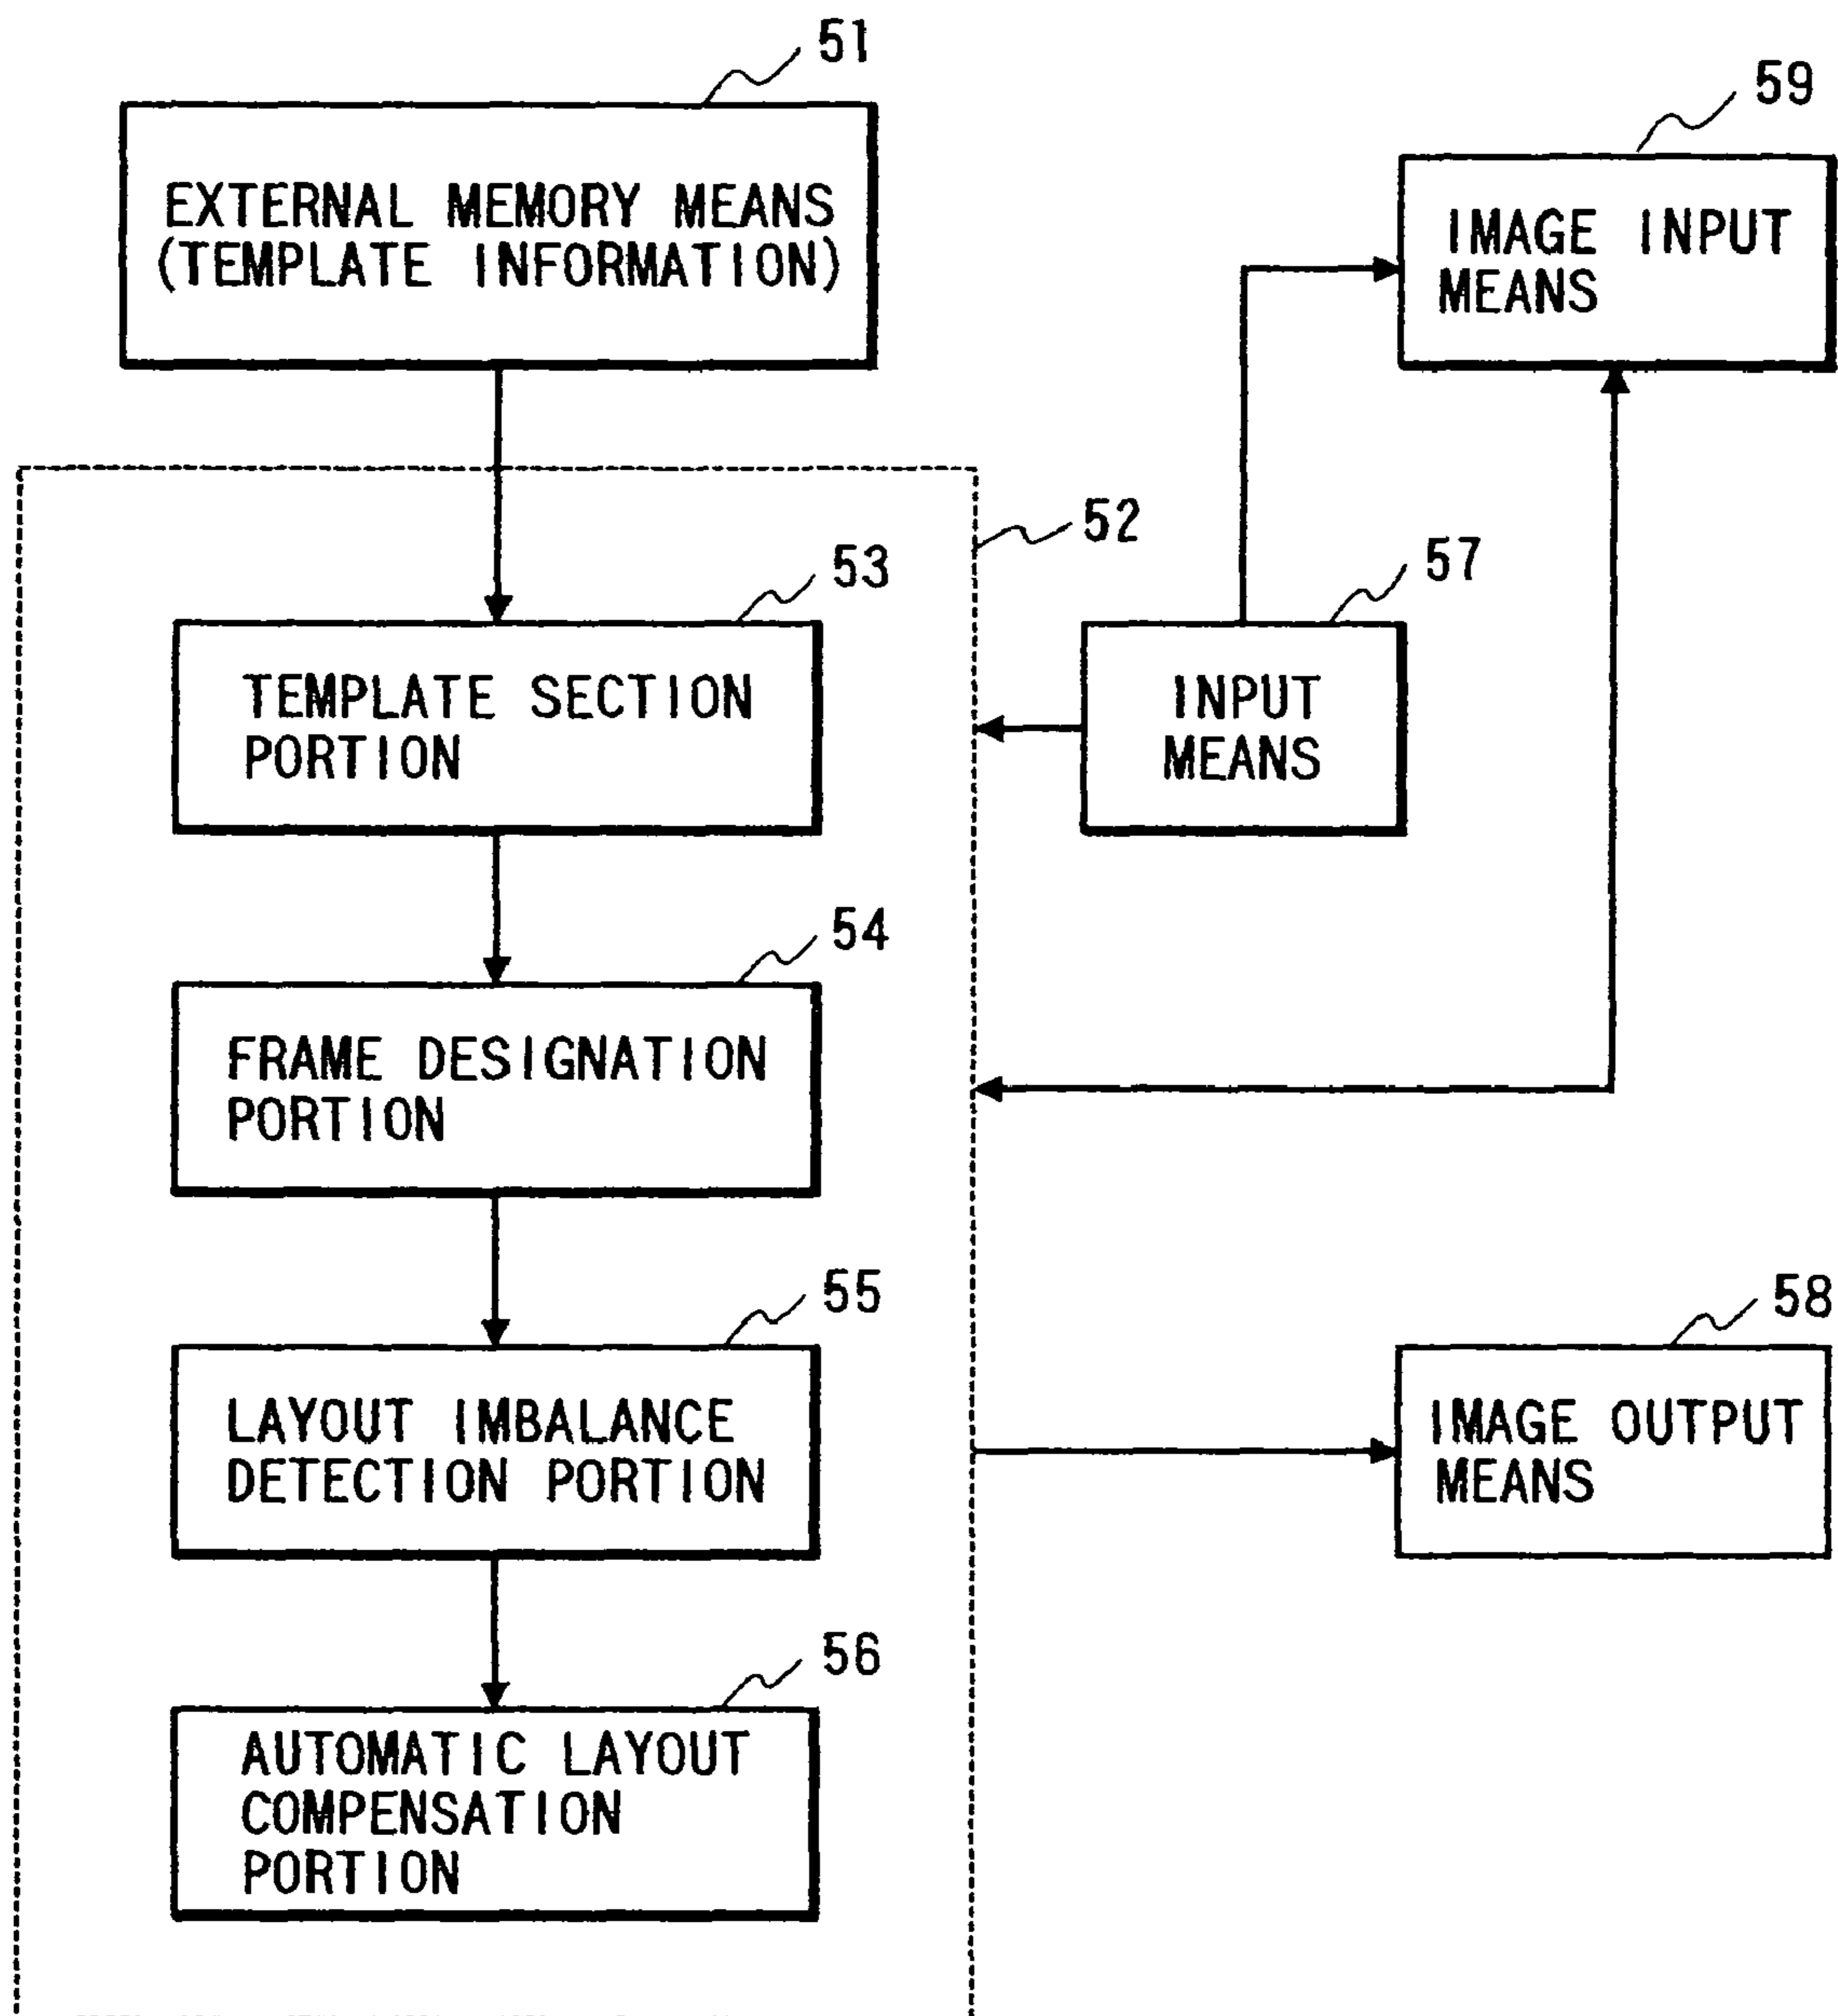 51
EXTERNAL MEMORY MEANS
(TEMPLATE INFORMATION)
59
IMAGE INPUT
MEANS
52
53
TEMPLATE SECTION
PORTION
57
INPUT
MEANS
54
FRAME DESIGNATION
PORTION
55
LAYOUT IMBALANCE
DETECTION PORTION
58
IMAGE OUTPUT
MEANS
56
AUTOMATIC LAYOUT
COMPENSATION
PORTION